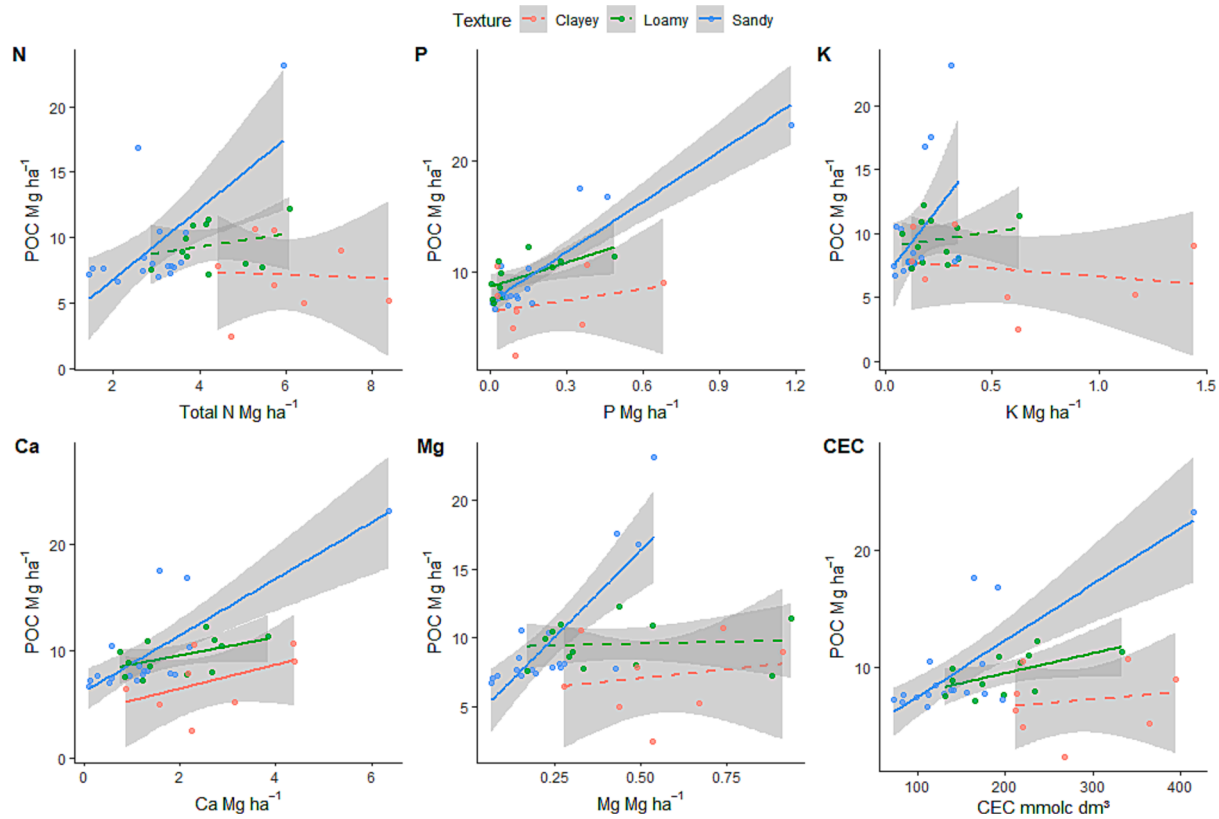 Texture Clayey Loamy Sandy
N
P
K
POC Mg ha⁻¹
20
15
10
5
0
2 4 6 8
Total N Mg ha⁻¹
POC Mg ha⁻¹
20
10
0
0.0 0.3 0.6 0.9 1.2
P Mg ha⁻¹
POC Mg ha⁻¹
20
15
10
5
0
0.0 0.5 1.0 1.5
K Mg ha⁻¹
Ca
Mg
CEC
POC Mg ha⁻¹
20
10
0
0 2 4 6
Ca Mg ha⁻¹
POC Mg ha⁻¹
20
15
10
5
0.25 0.50 0.75
Mg Mg ha⁻¹
POC Mg ha⁻¹
20
10
100 200 300 400
CEC mmolc dm³